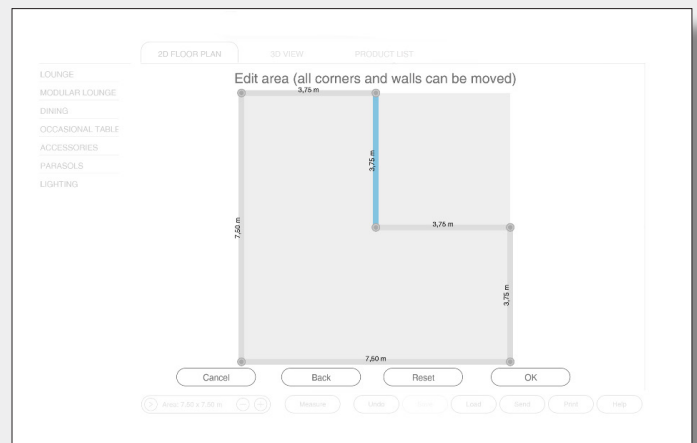 2D FLOOR PLAN
3D VIEW
PRODUCT LIST
LOUNGE
MODULAR LOUNGE
DINING
OCCASIONAL TABLE
ACCESSORIES
PARASOLS
LIGHTING
Edit area (all corners and walls can be moved)
3,75 m
3,75 m
3,75 m
7,50 m
3,75 m
7,50 m
Cancel
Back
Reset
OK
Area: 7,50 x 7,50 m
Measure
Undo
Load
Send
Print
Help